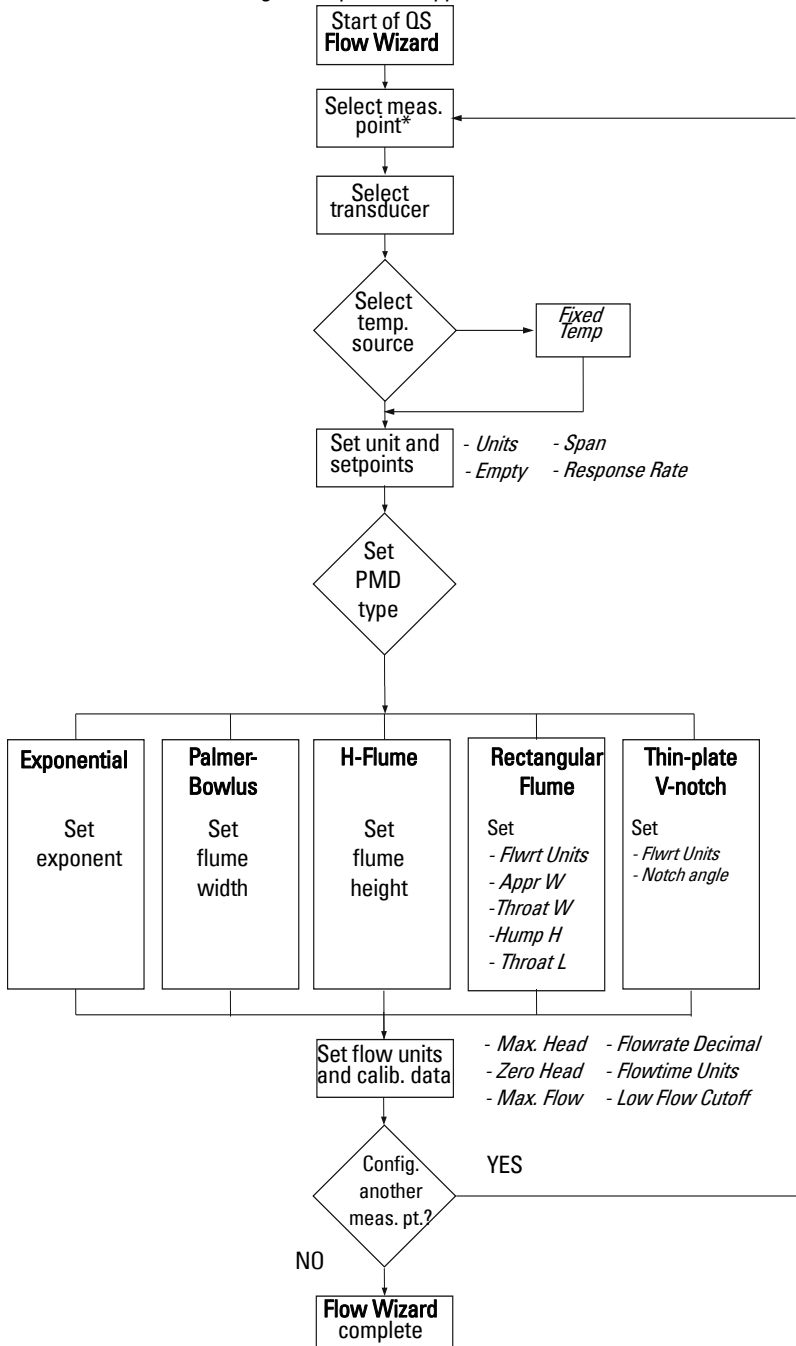 Start of QS
Flow Wizard
Select meas.
point*
Select
transducer
Select
temp.
source
Fixed
Temp
Set unit and
setpoints
- Units - Span
- Empty - Response Rate
Set
PMD
type
Exponential
Set
exponent
Palmer-
Bowlus
Set
flume
width
H-Flume
Set
flume
height
Rectangular
Flume
Set
- Flwrt Units
- Appr W
-Throat W
-Hump H
- Throat L
Thin-plate
V-notch
Set
- Flwrt Units
- Notch angle
Set flow units
and calib. data
- Max. Head - Flowrate Decimal
- Zero Head - Flowtime Units
- Max. Flow - Low Flow Cutoff
Config.
another
meas. pt.?
YES
NO
Flow Wizard
complete